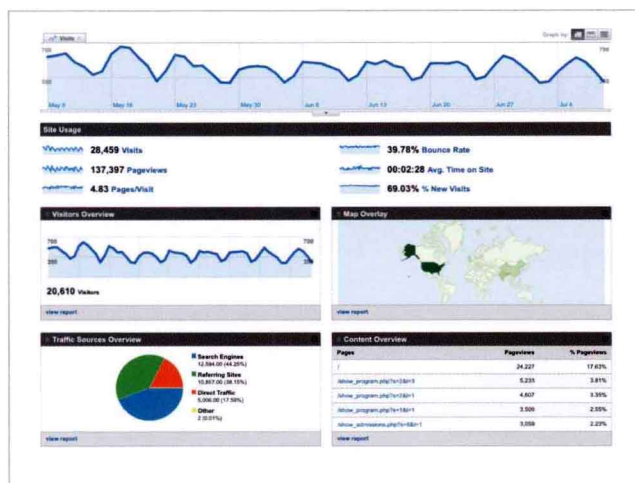 Visits
Graph by:
700
700
350
May 9
May 16
May 23
May 30
Jun 6
Jun 13
Jun 20
Jun 27
Jul 4
Site Usage
28,459 Visits
39.78% Bounce Rate
137,397 Pageviews
00:02:28 Avg. Time on Site
4.83 Pages/Visit
69.03% % New Visits
Visitors Overview
Map Overlay
700
700
350
350
20,610 Visitors
view report
view report
Traffic Sources Overview
Content Overview
Search Engines
12,594.00 (44.25%)
Referring Sites
10,857.00 (38.15%)
Direct Traffic
5,006.00 (17.59%)
Other
2 (0.01%)
Pages Pageviews % Pageviews
/ 24,227 17.63%
/show_program.php?s=2&l=3 5,233 3.81%
/show_program.php?s=2&l=1 4,607 3.35%
/show_program.php?s=1&l=1 3,509 2.55%
/show_submissions.php?s=6&l=1 3,059 2.23%
view report
view report